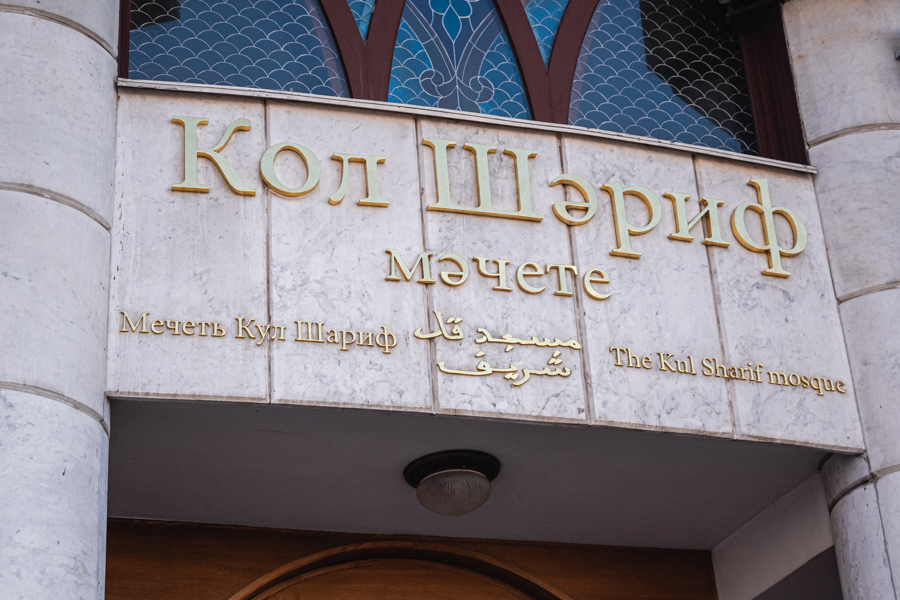 Кол Шәриф
мәчете
Мечеть Кул Шариф
مسجد قل
شريف
The Kul Sharif mosque